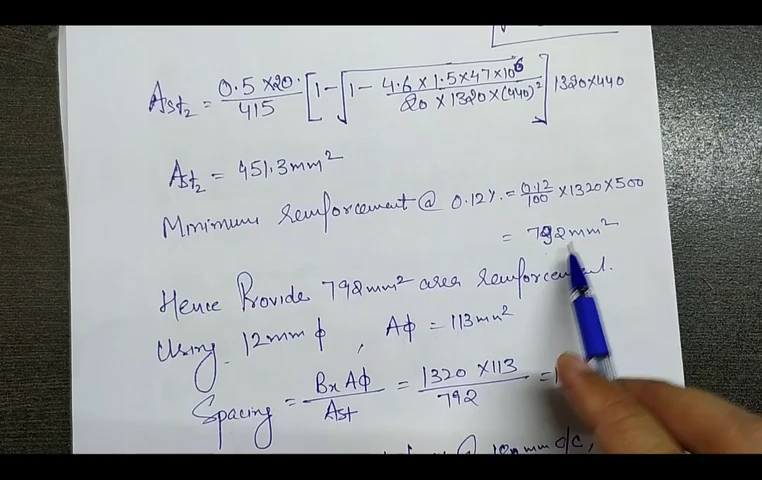 Ast₂ = 0.5 × 20 / 415 [1 - √(1 - 4.6 × 1.5 × 47 × 10⁶ / 20 × 1320 × (440)²)] 1320 × 440
Ast₂ = 451.3 mm²
Minimum reinforcement @ 0.12%. = 0.12/100 × 1320 × 500
= 792 mm²
Hence Provide 792 mm² area reinforcement.
Using 12mm ϕ , Aϕ = 113 mm²
Spacing = B × Aϕ / Ast = 1320 × 113 / 792 = 1
mm c/c,